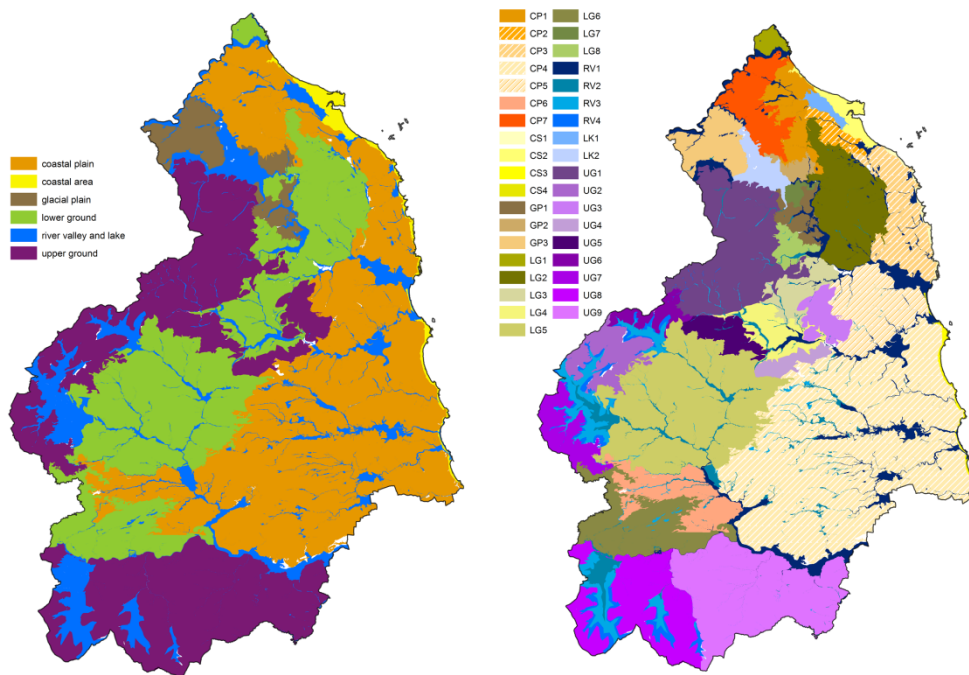 coastal plain
coastal area
glacial plain
lower ground
river valley and lake
upper ground
CP1
CP2
CP3
CP4
CP5
CP6
CP7
CS1
CS2
CS3
CS4
GP1
GP2
GP3
LG1
LG2
LG3
LG4
LG5
LG6
LG7
LG8
RV1
RV2
RV3
RV4
LK1
LK2
UG1
UG2
UG3
UG4
UG5
UG6
UG7
UG8
UG9